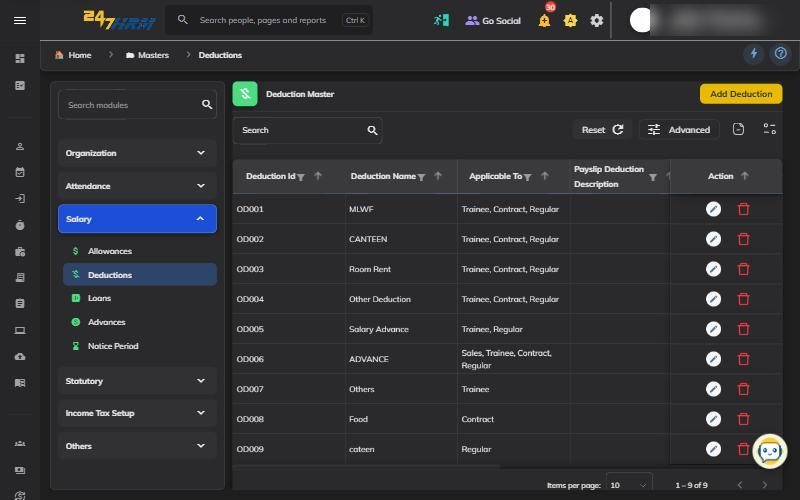 247HRM
Search people, pages and reports
Ctrl K
Go Social
30
Home
Masters
Deductions
Search modules
Organization
Attendance
Salary
Allowances
Deductions
Loans
Advances
Notice Period
Statutory
Income Tax Setup
Others
Deduction Master
Add Deduction
Search
Reset
Advanced
Deduction Id Deduction Name Applicable To Payslip Deduction Description Action
OD001 MLWF Trainee, Contract, Regular
OD002 CANTEEN Trainee, Contract, Regular
OD003 Room Rent Trainee, Contract, Regular
OD004 Other Deduction Trainee, Contract, Regular
OD005 Salary Advance Trainee, Regular
OD006 ADVANCE Sales, Trainee, Contract, Regular
OD007 Others Trainee
OD008 Food Contract
OD009 cateen Regular
Items per page: 10 1 – 9 of 9